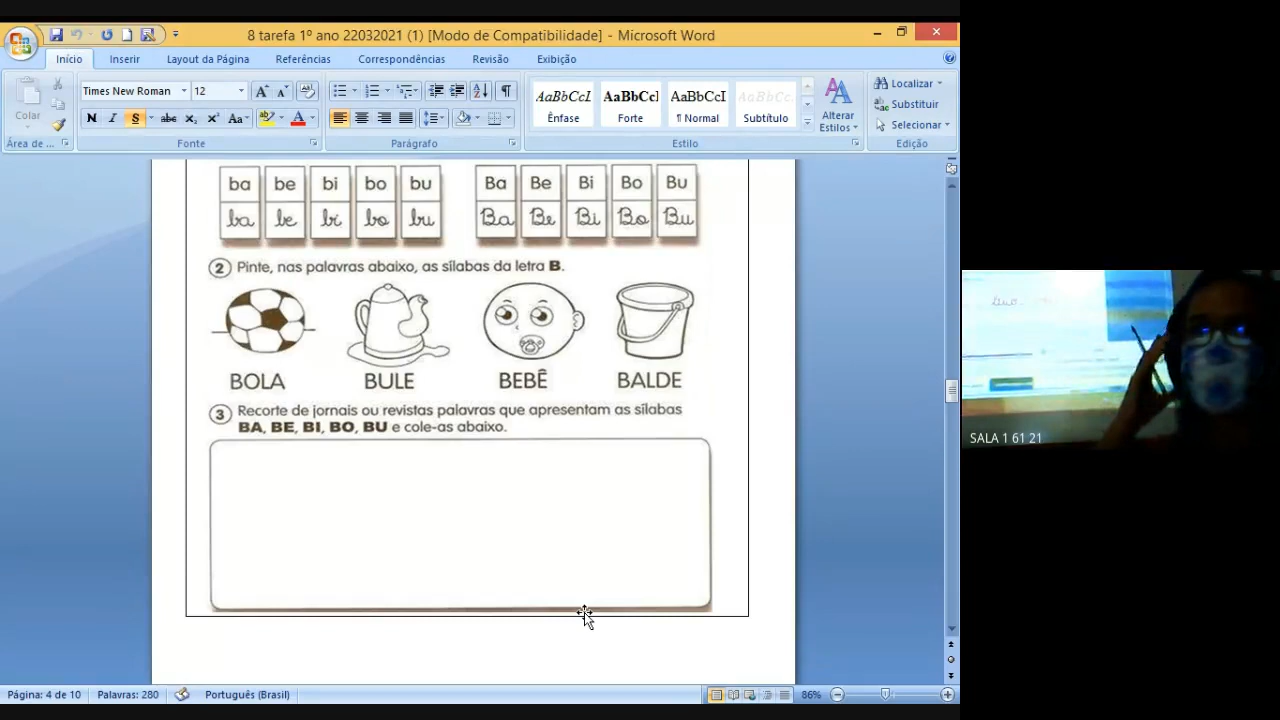 8 tarefa 1º ano 22032021 (1) [Modo de Compatibilidade] - Microsoft Word
Início Inserir Layout da Página Referências Correspondências Revisão Exibição
Colar
Times New Roman 12
N I S abc x₂ x² Aa
AaBbCcI AaBbCcI AaBbCcI AaBbCc
Ênfase Forte ¶ Normal Subtítulo
Alterar Estilos
Localizar
Substituir
Selecionar
Área de ... Fonte Parágrafo Estilo Edição
ba be bi bo bu Ba Be Bi Bo Bu
ba be bi bo bu Ba Be Bi Bo Bu
2 Pinte, nas palavras abaixo, as sílabas da letra B.
BOLA BULE BEBÊ BALDE
3 Recorte de jornais ou revistas palavras que apresentam as sílabas
BA, BE, BI, BO, BU e cole-as abaixo.
SALA 1 61 21
Página: 4 de 10 Palavras: 280 Português (Brasil) 86%